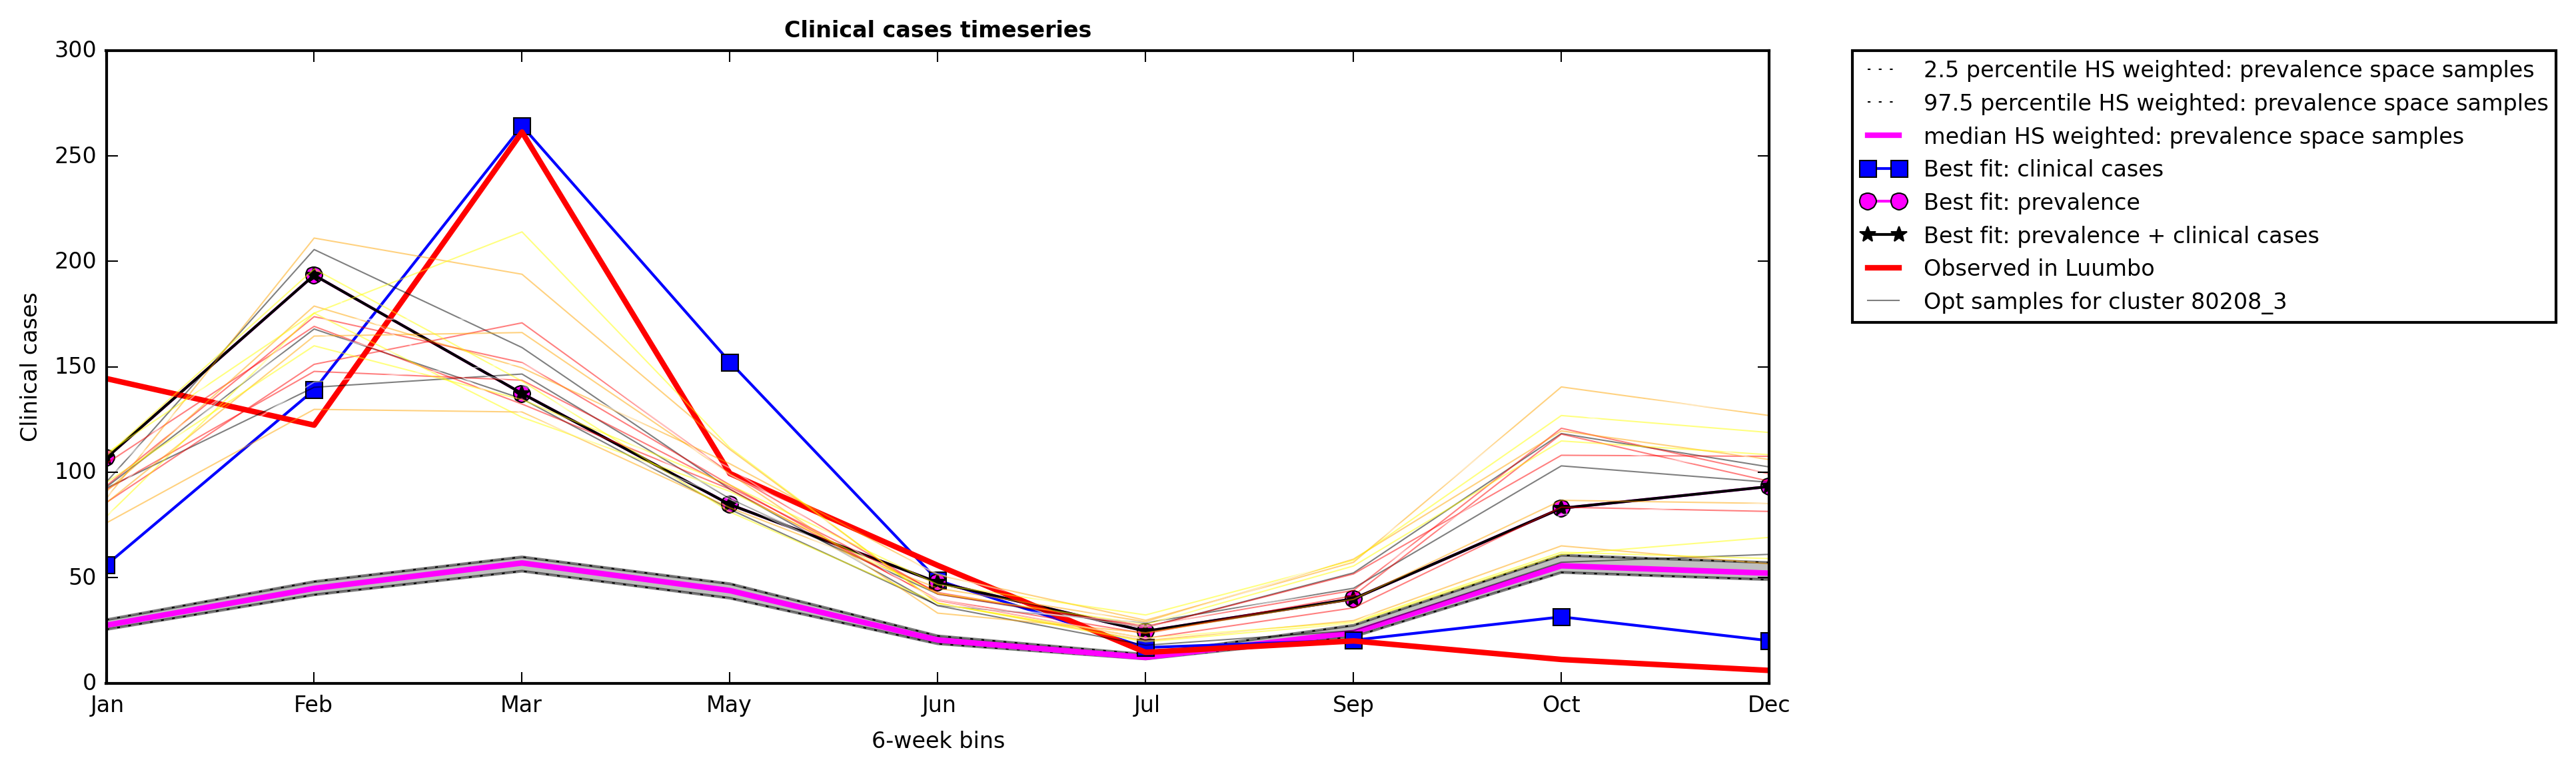 Clinical cases timeseries
300
250
200
150
100
50
0
Clinical cases
Jan Feb Mar May Jun Jul Sep Oct Dec
6-week bins
2.5 percentile HS weighted: prevalence space samples
97.5 percentile HS weighted: prevalence space samples
median HS weighted: prevalence space samples
Best fit: clinical cases
Best fit: prevalence
Best fit: prevalence + clinical cases
Observed in Luumbo
Opt samples for cluster 80208_3